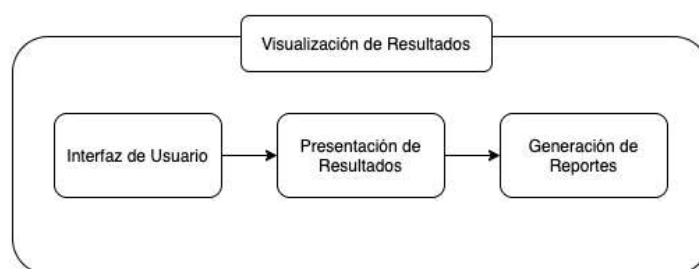 Visualización de Resultados
Interfaz de Usuario
Presentación de
Resultados
Generación de
Reportes